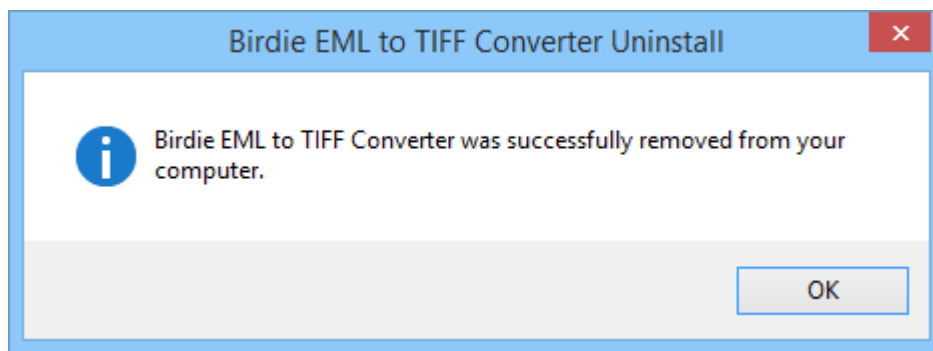 Birdie EML to TIFF Converter Uninstall
Birdie EML to TIFF Converter was successfully removed from your
computer.
OK